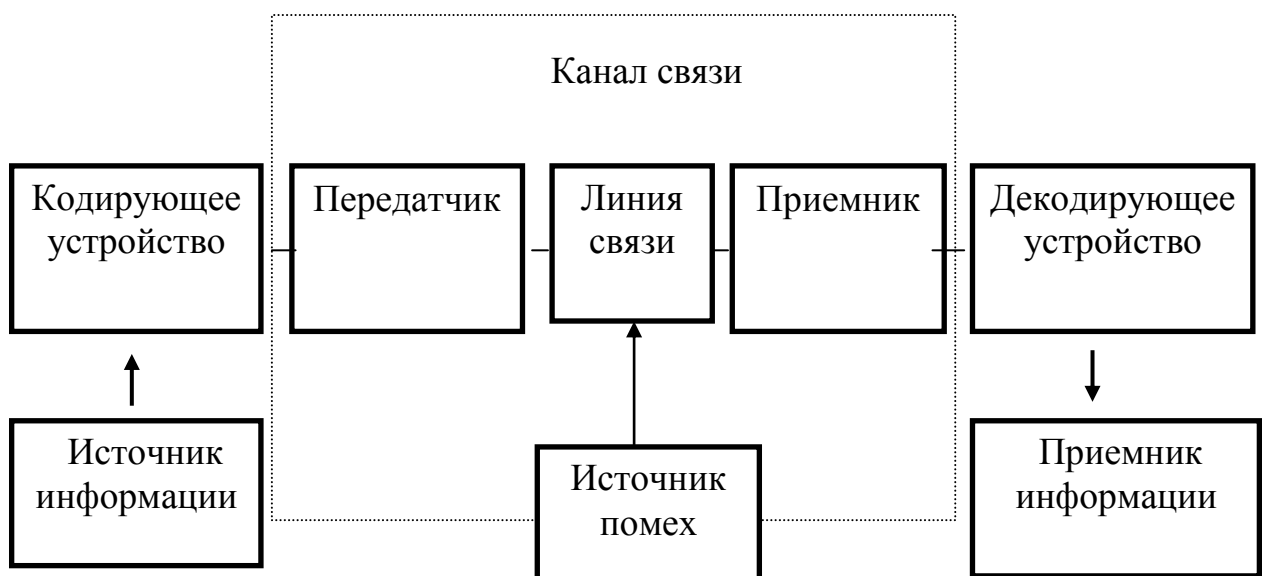 Канал связи
Кодирующее
устройство
Передатчик
Линия
связи
Приемник
Декодирующее
устройство
Источник
информации
Источник
помех
Приемник
информации